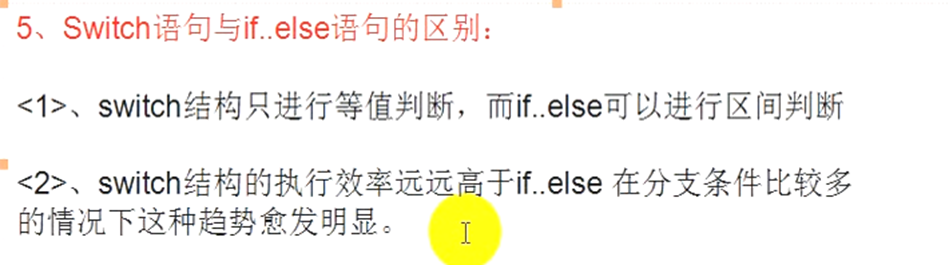 5、Switch语句与if..else语句的区别：
<1>、switch结构只进行等值判断，而if..else可以进行区间判断
<2>、switch结构的执行效率远远高于if..else 在分支条件比较多
的情况下这种趋势愈发明显。